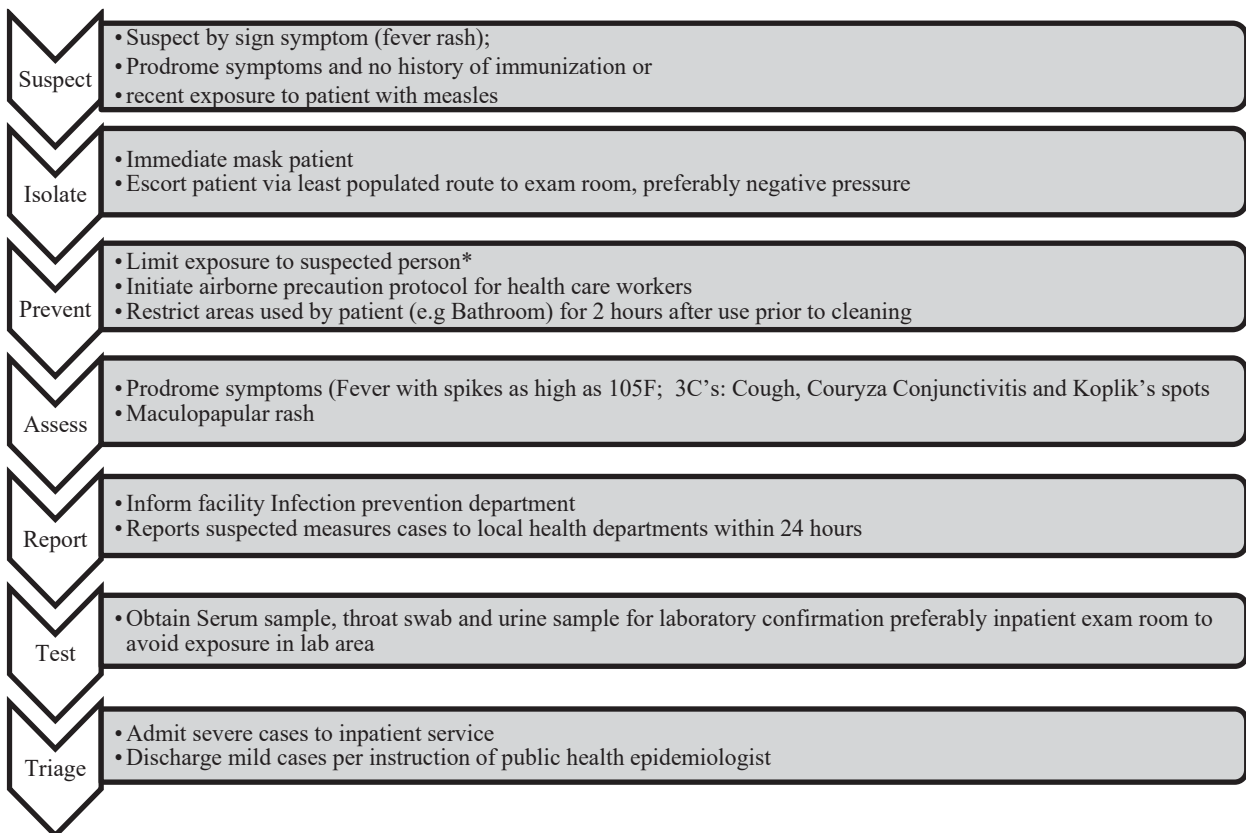 Suspect
• Suspect by sign symptom (fever rash);
• Prodrome symptoms and no history of immunization or
• recent exposure to patient with measles
Isolate
• Immediate mask patient
• Escort patient via least populated route to exam room, preferably negative pressure
Prevent
• Limit exposure to suspected person*
• Initiate airborne precaution protocol for health care workers
• Restrict areas used by patient (e.g Bathroom) for 2 hours after use prior to cleaning
Assess
• Prodrome symptoms (Fever with spikes as high as 105F;  3C's: Cough, Couryza Conjunctivitis and Koplik's spots
• Maculopapular rash
Report
• Inform facility Infection prevention department
• Reports suspected measures cases to local health departments within 24 hours
Test
• Obtain Serum sample, throat swab and urine sample for laboratory confirmation preferably inpatient exam room to
avoid exposure in lab area
Triage
• Admit severe cases to inpatient service
• Discharge mild cases per instruction of public health epidemiologist